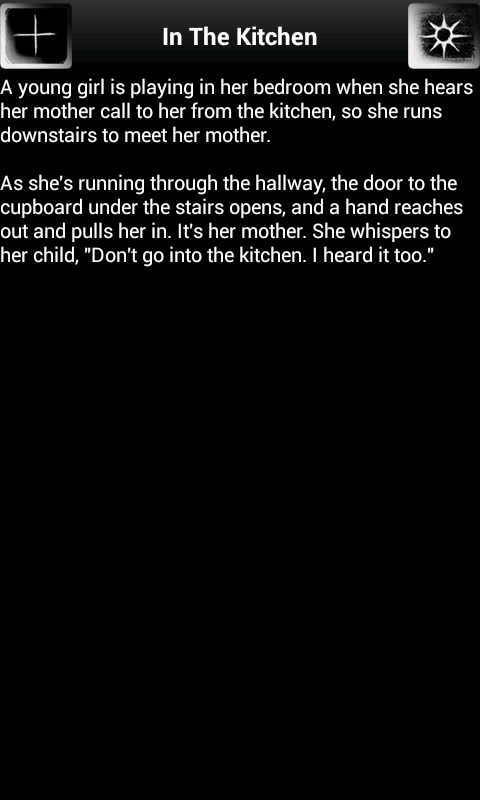 In The Kitchen
A young girl is playing in her bedroom when she hears
her mother call to her from the kitchen, so she runs
downstairs to meet her mother.
As she's running through the hallway, the door to the
cupboard under the stairs opens, and a hand reaches
out and pulls her in. It's her mother. She whispers to
her child, "Don't go into the kitchen. I heard it too."